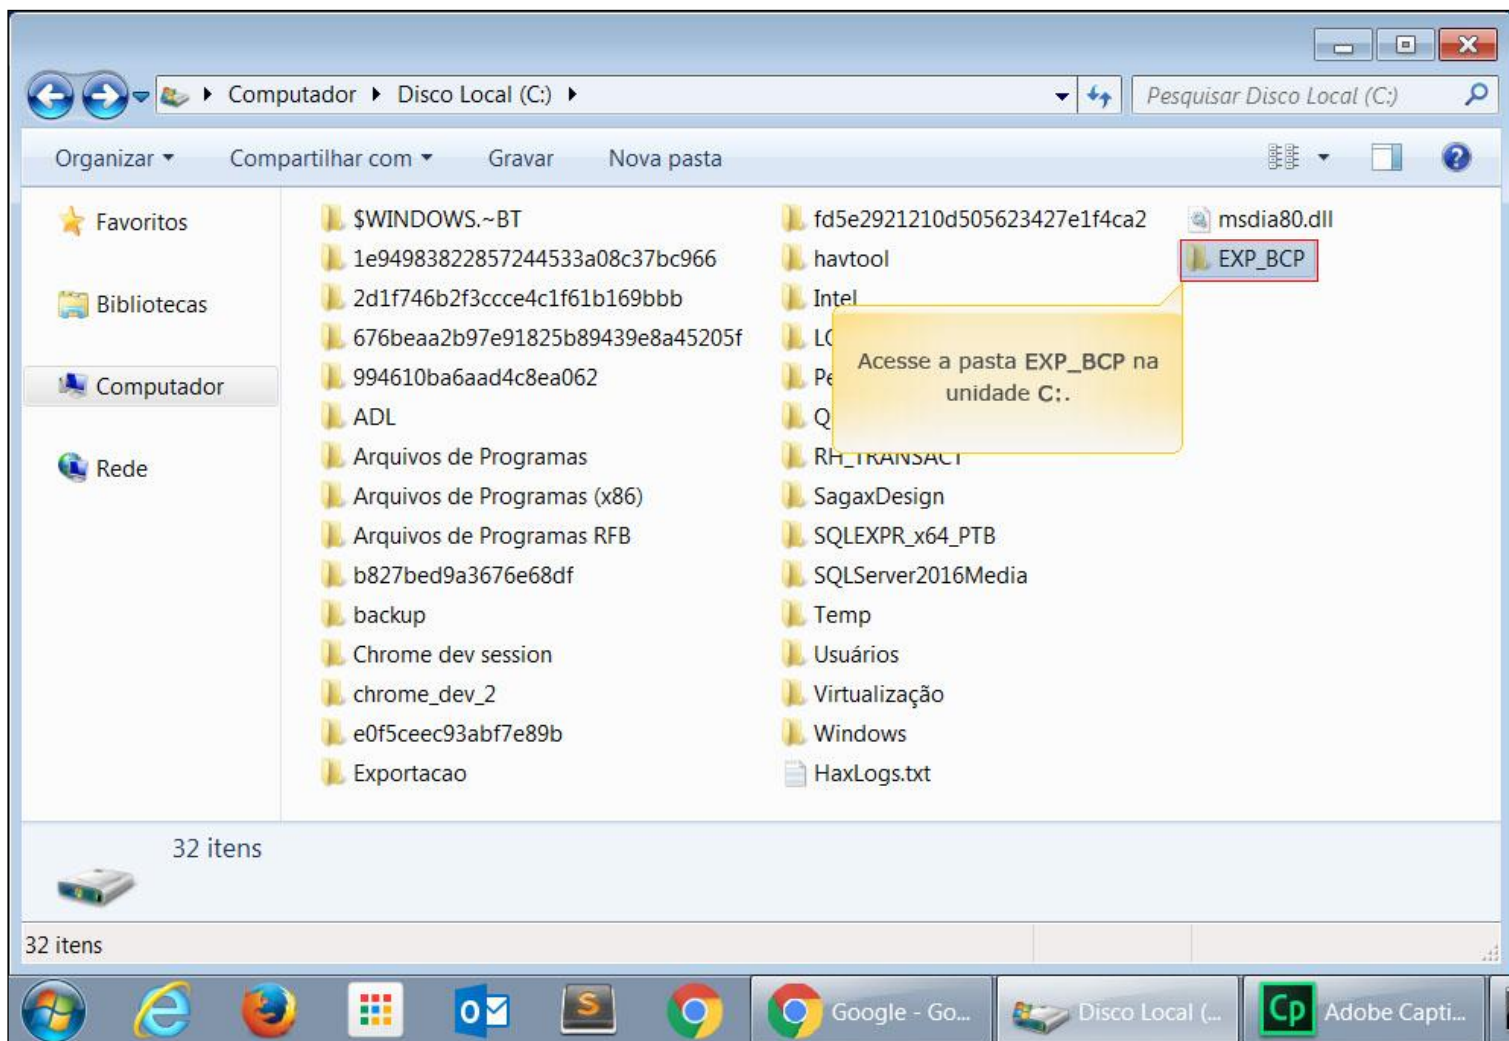 Computador Disco Local (C:)
Pesquisar Disco Local (C:)
Organizar Compartilhar com Gravar Nova pasta
Favoritos
Bibliotecas
Computador
Rede
$WINDOWS.~BT
1e94983822857244533a08c37bc966
2d1f746b2f3ccce4c1f61b169bbb
676beaa2b97e91825b89439e8a45205f
994610ba6aad4c8ea062
ADL
Arquivos de Programas
Arquivos de Programas (x86)
Arquivos de Programas RFB
b827bed9a3676e68df
backup
Chrome dev session
chrome_dev_2
e0f5ceec93abf7e89b
Exportacao
fd5e2921210d505623427e1f4ca2
havtool
Intel
RH_TRANSACT
SagaxDesign
SQLEXPR_x64_PTB
SQLServer2016Media
Temp
Usuários
Virtualização
Windows
HaxLogs.txt
msdia80.dll
EXP_BCP
Acesse a pasta EXP_BCP na
unidade C:.
32 itens
32 itens
Google - Go...
Disco Local (...
Cp
Adobe Capti...